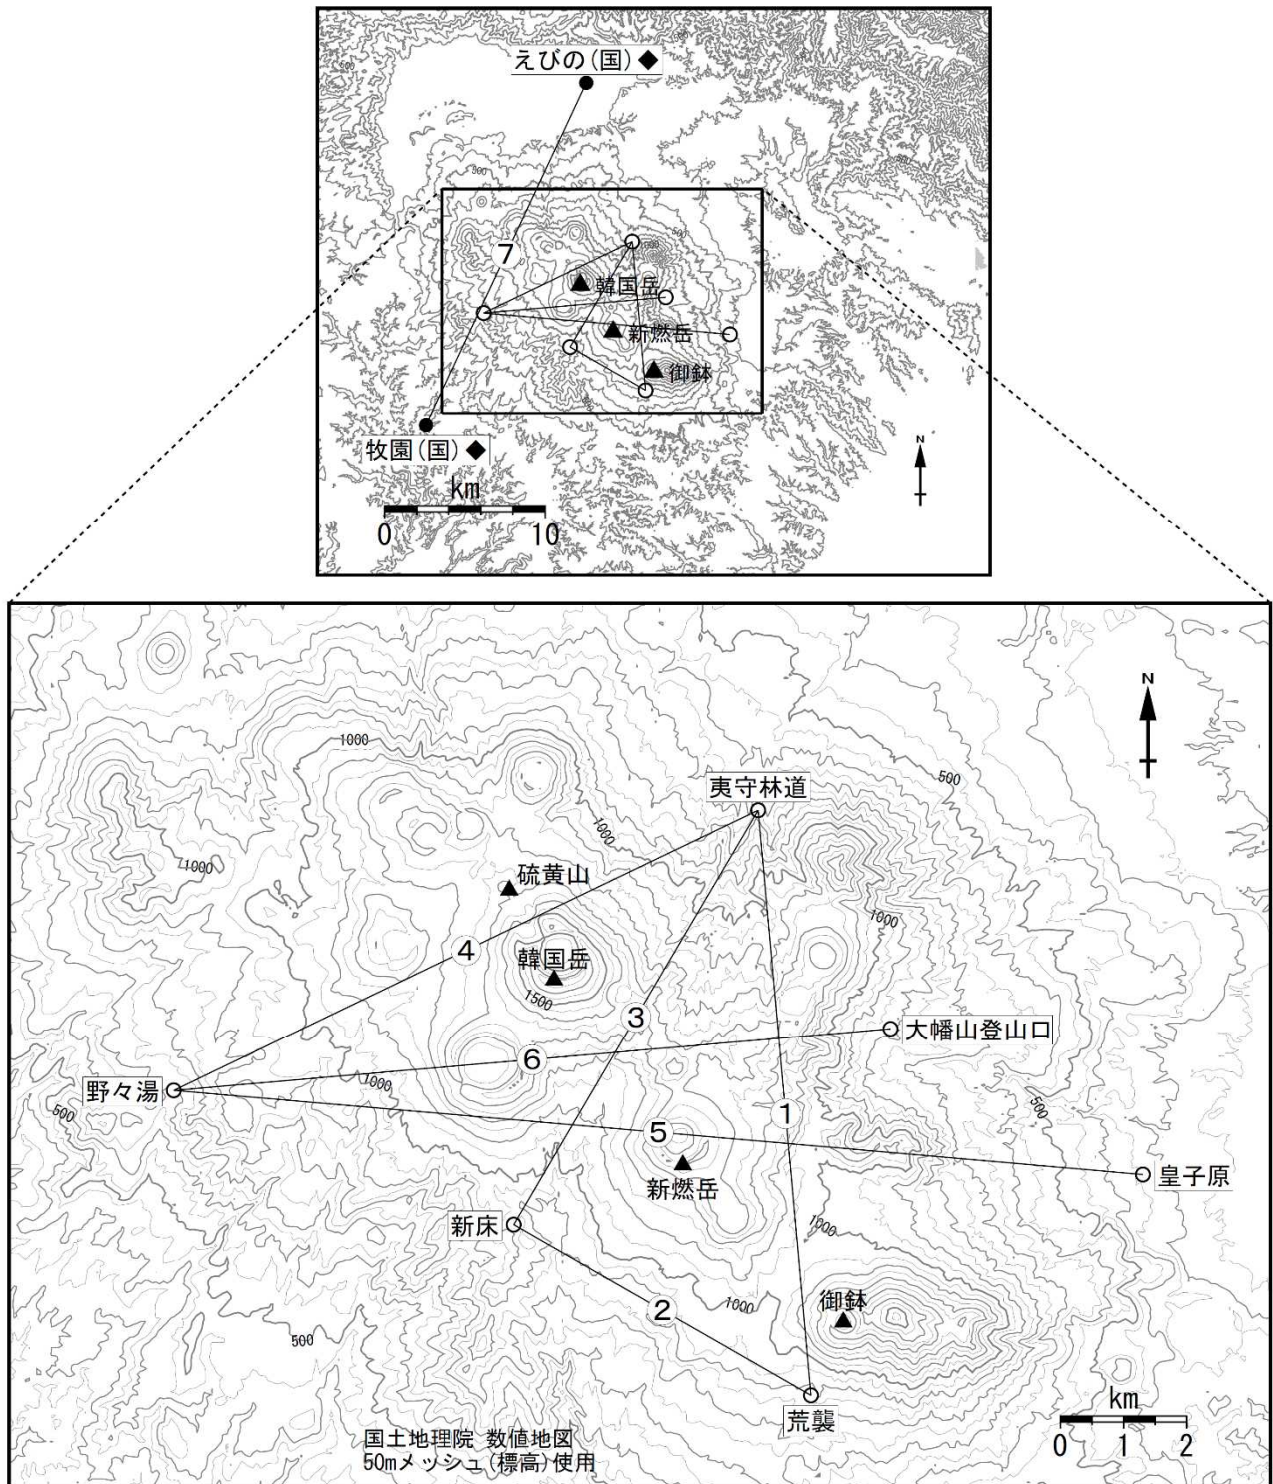 えびの(国)◆
500
500
7
500
1000
韓国岳
新燃岳
御鉢
牧園(国)◆
km
0 10
N
N
1000
500
夷守林道
1000
1000
硫黄山
1000
4
韓国岳
1500
3
大幡山登山口
6
野々湯
1000
500
500
1
5
皇子原
新燃岳
新床
1000
2
1000
御鉢
500
荒襲
km
0 1 2
国土地理院 数値地図
50mメッシュ(標高)使用